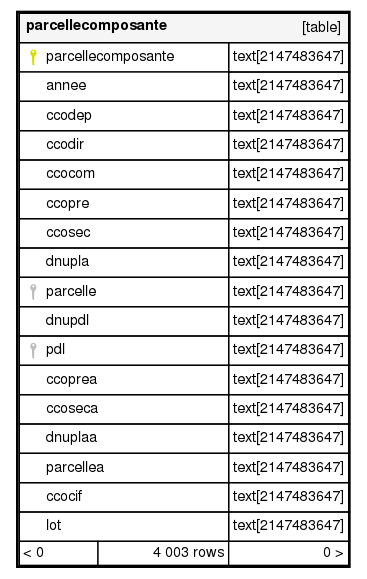 parcellecomposante [table]
parcellecomposante text[2147483647]
annee text[2147483647]
ccodep text[2147483647]
ccodir text[2147483647]
ccocom text[2147483647]
ccopre text[2147483647]
ccosec text[2147483647]
dnupla text[2147483647]
parcelle text[2147483647]
dnupdl text[2147483647]
pdl text[2147483647]
ccoprea text[2147483647]
ccoseca text[2147483647]
dnuplaa text[2147483647]
parcellea text[2147483647]
ccocif text[2147483647]
lot text[2147483647]
< 0 4 003 rows 0 >